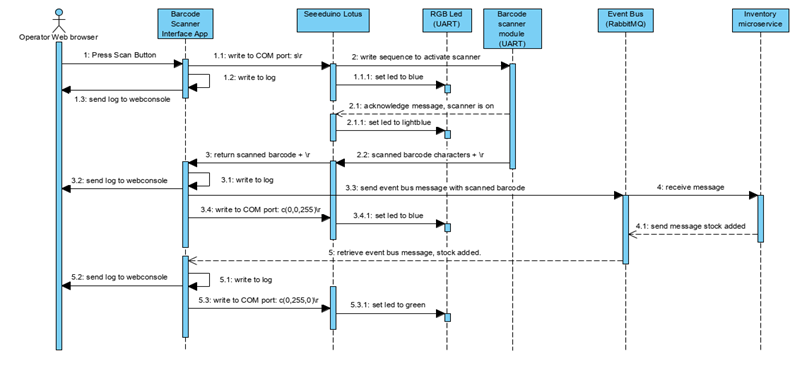 Operator Web browser
Barcode
Scanner
Interface App
Seeeduino Lotus
RGB Led
(UART)
Barcode
scanner
module
(UART)
Event Bus
(RabbitMQ)
Inventory
microservice
1: Press Scan Button
1.1: write to COM port: s\r
2: write sequence to activate scanner
1.2: write to log
1.1.1: set led to blue
1.3: send log to webconsole
2.1: acknowledge message, scanner is on
2.1.1: set led to lightblue
3: return scanned barcode + \r
2.2: scanned barcode characters + \r
3.1: write to log
3.2: send log to webconsole
3.3: send event bus message with scanned barcode
4: receive message
3.4: write to COM port: c(0,0,255)\r
3.4.1: set led to blue
4.1: send message stock added
5: retrieve event bus message, stock added.
5.2: send log to webconsole
5.1: write to log
5.3: write to COM port: c(0,255,0)\r
5.3.1: set led to green